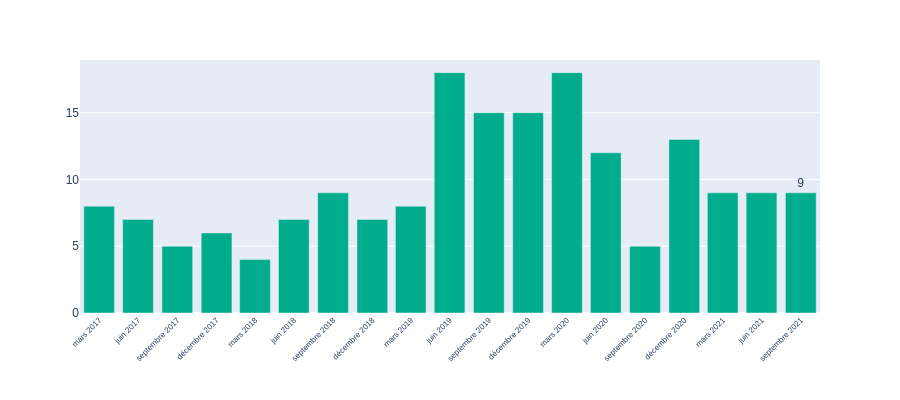 15
10
5
0
9
mars 2017
juin 2017
septembre 2017
décembre 2017
mars 2018
juin 2018
septembre 2018
décembre 2018
mars 2019
juin 2019
septembre 2019
décembre 2019
mars 2020
juin 2020
septembre 2020
décembre 2020
mars 2021
juin 2021
septembre 2021